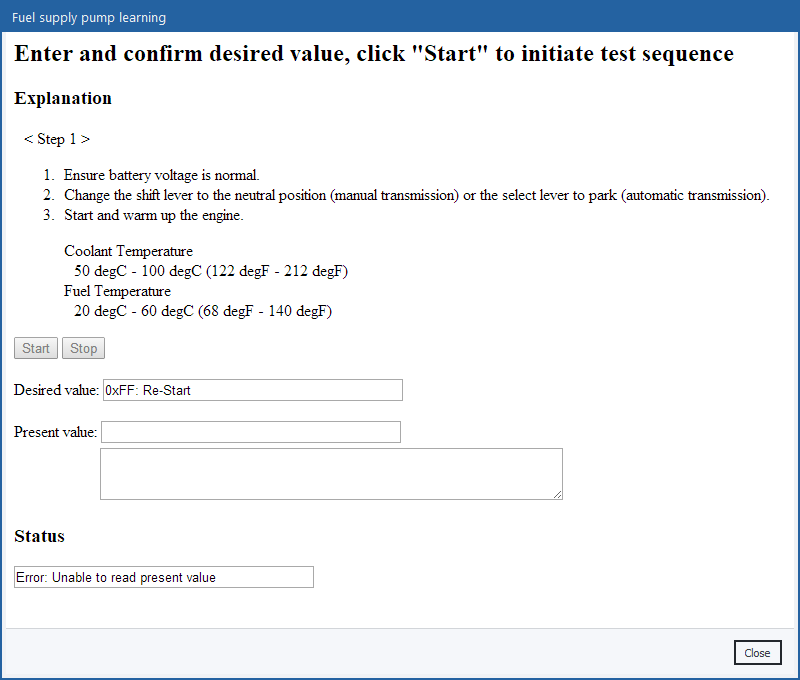 Fuel supply pump learning
Enter and confirm desired value, click "Start" to initiate test sequence
Explanation
< Step 1 >
1. Ensure battery voltage is normal.
2. Change the shift lever to the neutral position (manual transmission) or the select lever to park (automatic transmission).
3. Start and warm up the engine.
Coolant Temperature
50 degC - 100 degC (122 degF - 212 degF)
Fuel Temperature
20 degC - 60 degC (68 degF - 140 degF)
Start Stop
Desired value: 0xFF: Re-Start
Present value:
Status
Error: Unable to read present value
Close